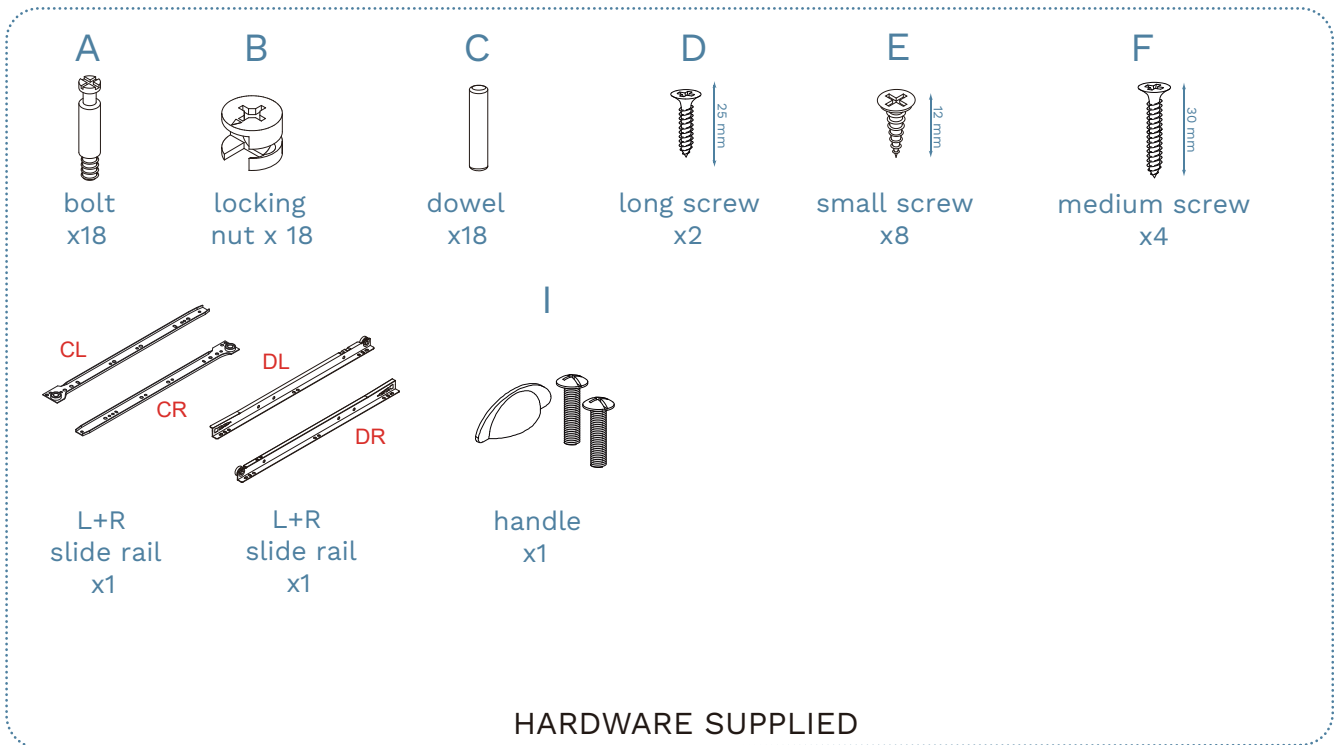 A
B
C
D
E
F
25 mm
12 mm
30 mm
bolt
x18
locking
nut x 18
dowel
x18
long screw
x2
small screw
x8
medium screw
x4
CL
CR
DL
DR
I
L+R
slide rail
x1
L+R
slide rail
x1
handle
x1
HARDWARE SUPPLIED